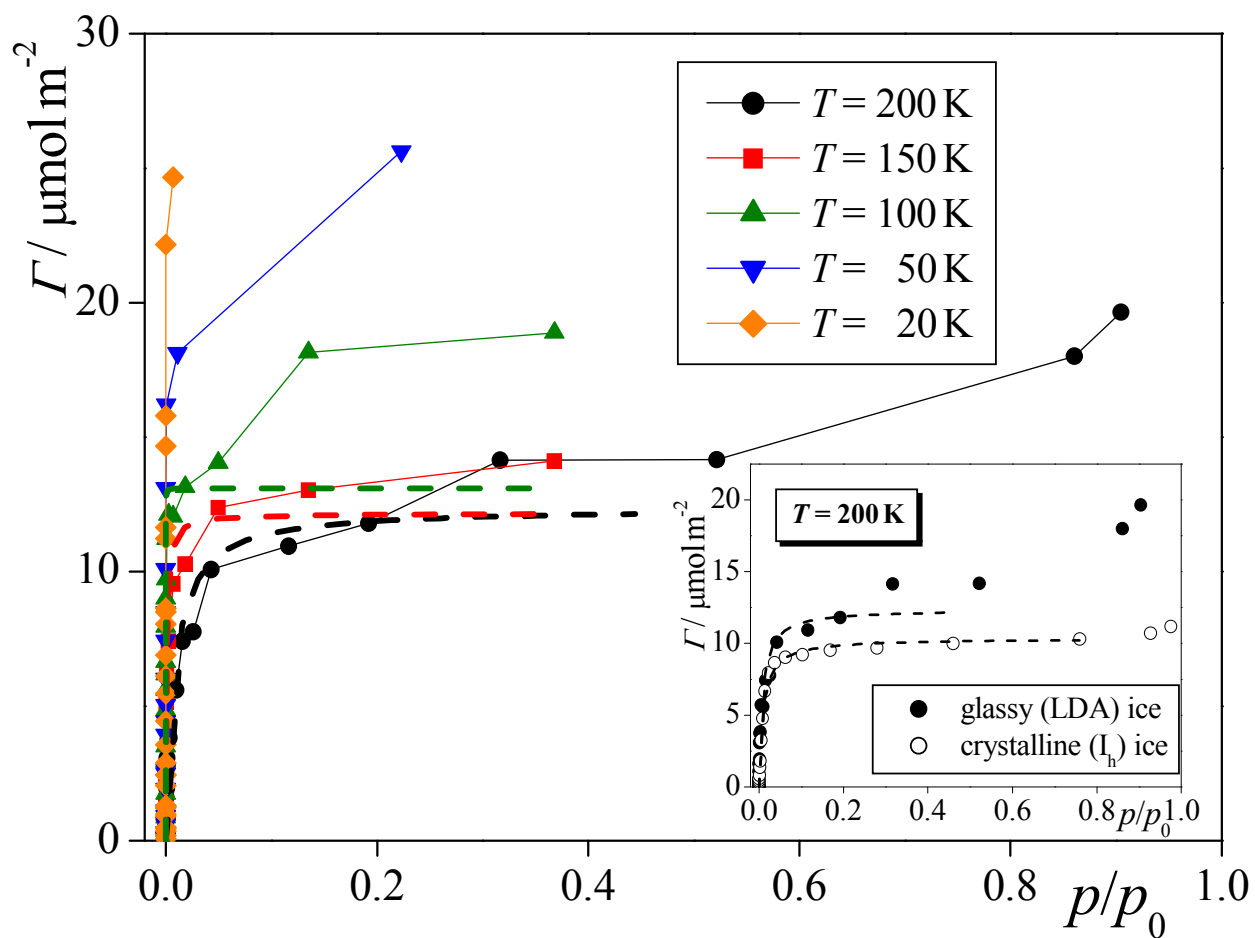 30
20
10
0
Γ / μmol m⁻²
T = 200 K
T = 150 K
T = 100 K
T = 50 K
T = 20 K
0.0 0.2 0.4 0.6 0.8 1.0
p/p₀
20
15
10
5
0
Γ / μmol m⁻²
T = 200 K
glassy (LDA) ice
crystalline (Iₕ) ice
0.0 0.2 0.4 0.6 0.8 1.0
p/p₀